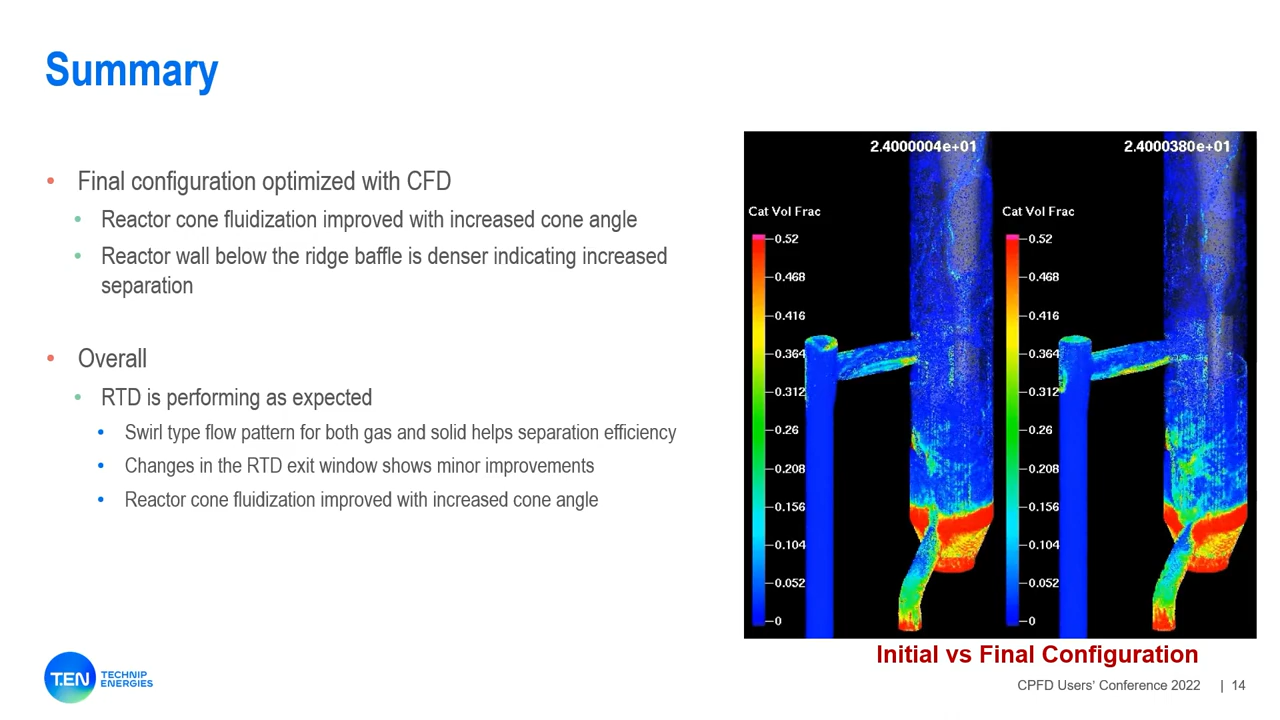 Summary
• Final configuration optimized with CFD
• Reactor cone fluidization improved with increased cone angle
• Reactor wall below the ridge baffle is denser indicating increased
separation
• Overall
• RTD is performing as expected
• Swirl type flow pattern for both gas and solid helps separation efficiency
• Changes in the RTD exit window shows minor improvements
• Reactor cone fluidization improved with increased cone angle
2.4000004e+01
Cat Vol Frac
0.52
0.468
0.416
0.364
0.312
0.26
0.208
0.156
0.104
0.052
0
2.4000380e+01
Cat Vol Frac
0.52
0.468
0.416
0.364
0.312
0.26
0.208
0.156
0.104
0.052
0
Initial vs Final Configuration
T.EN TECHNIP
ENERGIES
CPFD Users' Conference 2022 | 14